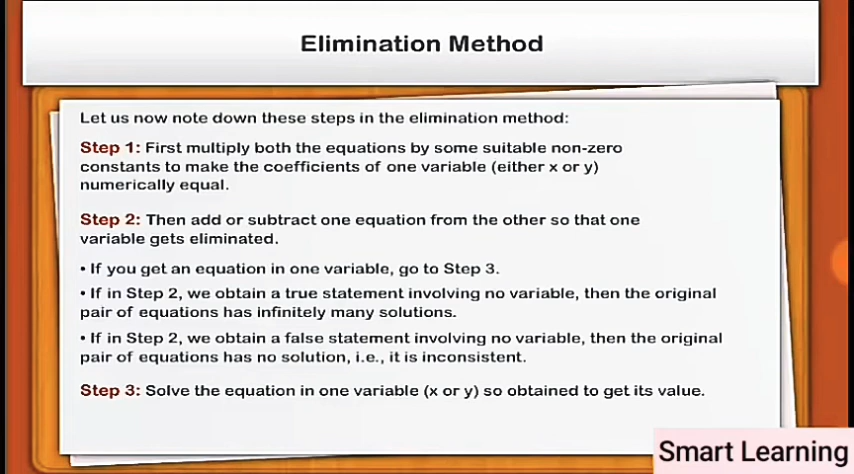 Elimination Method
Let us now note down these steps in the elimination method:
Step 1: First multiply both the equations by some suitable non-zero
constants to make the coefficients of one variable (either x or y)
numerically equal.
Step 2: Then add or subtract one equation from the other so that one
variable gets eliminated.
• If you get an equation in one variable, go to Step 3.
• If in Step 2, we obtain a true statement involving no variable, then the original
pair of equations has infinitely many solutions.
• If in Step 2, we obtain a false statement involving no variable, then the original
pair of equations has no solution, i.e., it is inconsistent.
Step 3: Solve the equation in one variable (x or y) so obtained to get its value.
Smart Learning